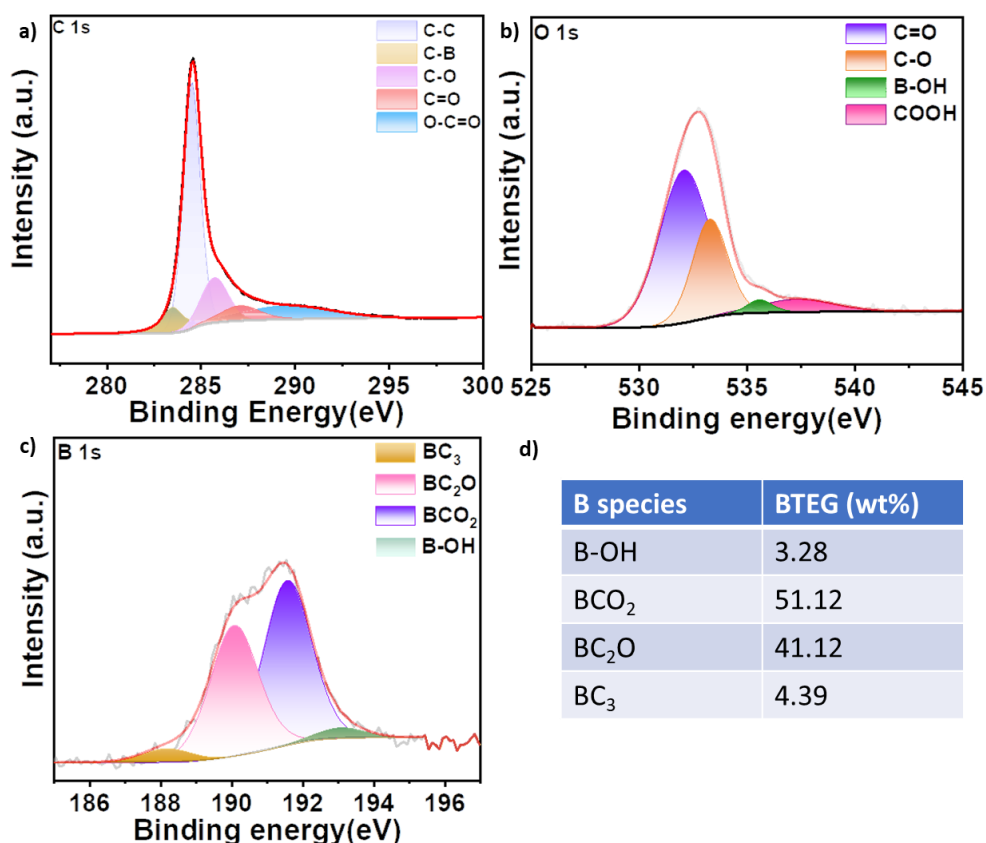 a)
C 1s
C-C
C-B
C-O
C=O
O-C=O
Intensity (a.u.)
280 285 290 295 300
Binding Energy(eV)
b)
O 1s
C=O
C-O
B-OH
COOH
Intensity (a.u.)
525 530 535 540 545
Binding energy(eV)
c)
B 1s
BC₃
BC₂O
BCO₂
B-OH
Intensity (a.u.)
186 188 190 192 194 196
Binding energy(eV)
d)
B species BTEG (wt%)
B-OH 3.28
BCO₂ 51.12
BC₂O 41.12
BC₃ 4.39